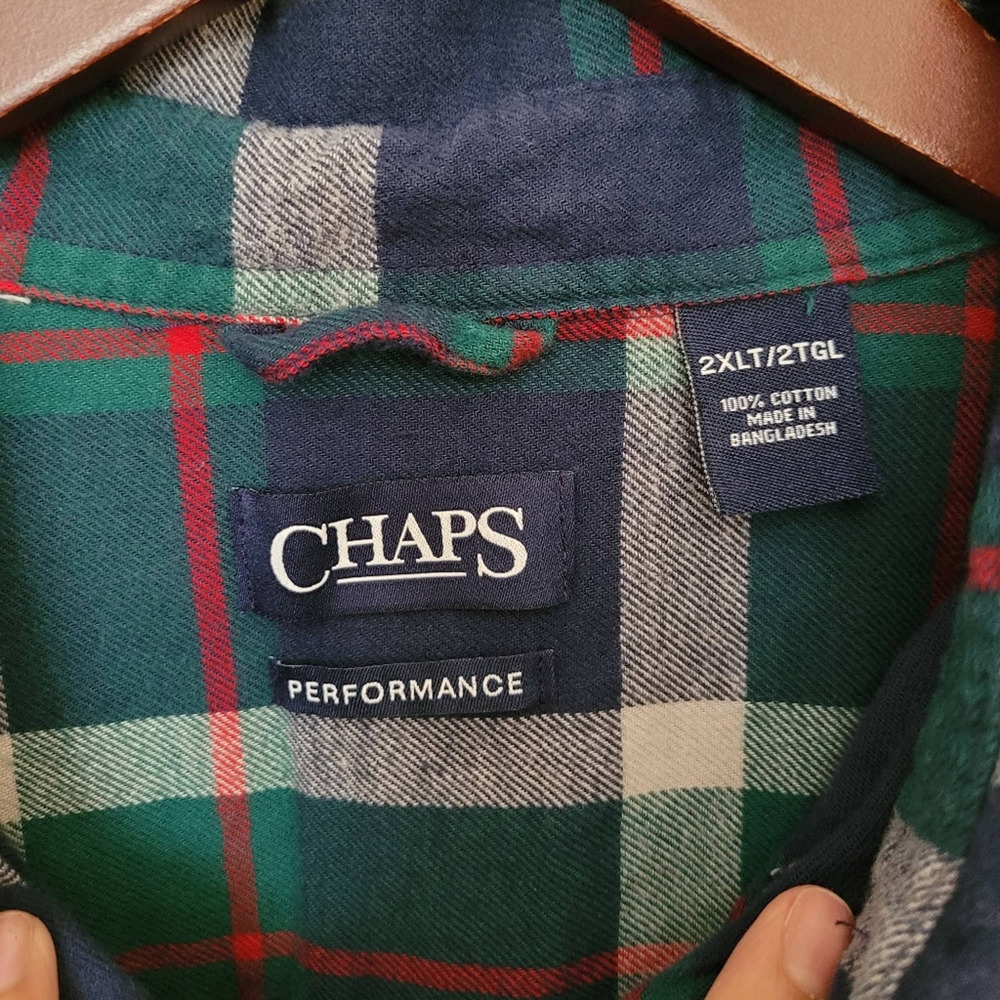 2XLT/2TGL
100% COTTON
MADE IN
BANGLADESH
CHAPS
PERFORMANCE